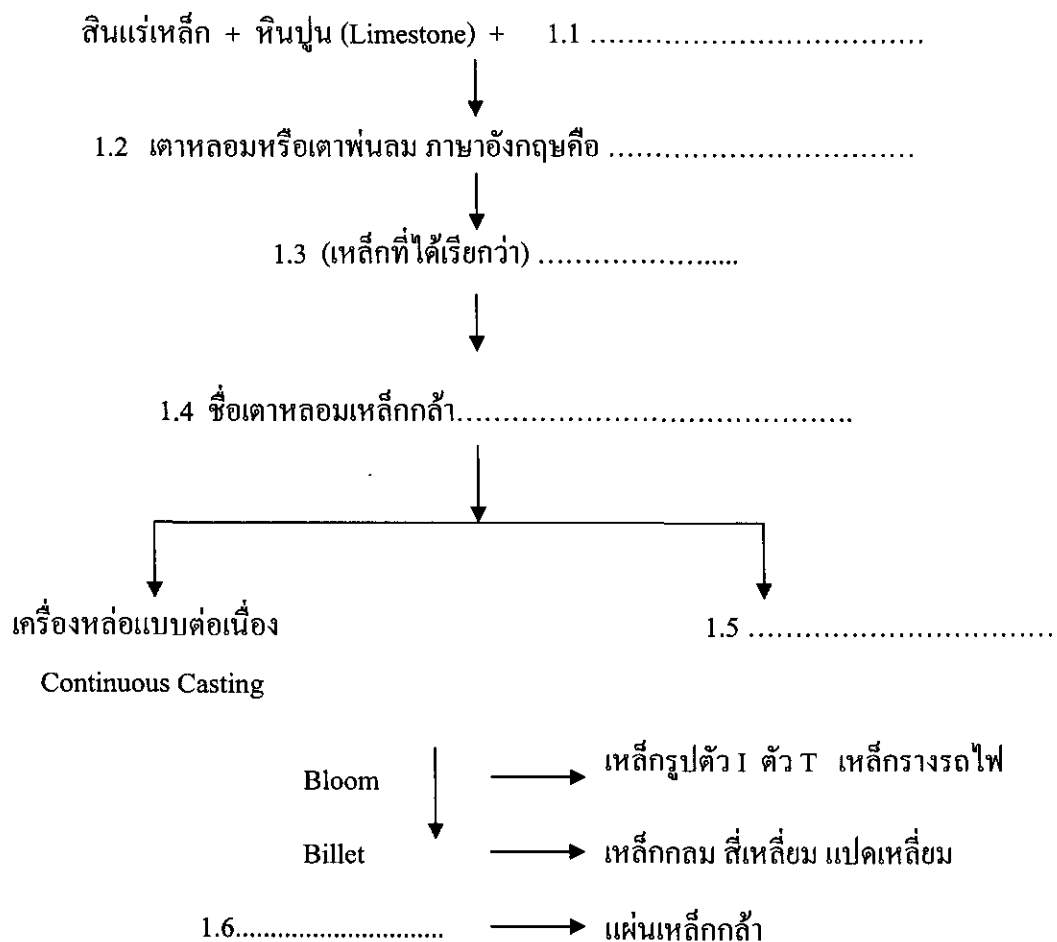 สินแร่เหล็ก + หินปูน (Limestone) + 1.1 ........................................
1.2 เตาหลอมหรือเตาพ่นลม ภาษาอังกฤษคือ .....................................
1.3 (เหล็กที่ได้เรียกว่า) .........................
1.4 ชื่อเตาหลอมเหล็กกล้า................................................
เครื่องหล่อแบบต่อเนื่อง 1.5 .....................................
Continuous Casting
Bloom เหล็กรูปตัว I ตัว T เหล็กรางรถไฟ
Billet เหล็กกลม สี่เหลี่ยม แปดเหลี่ยม
1.6............................. แผ่นเหล็กกล้า